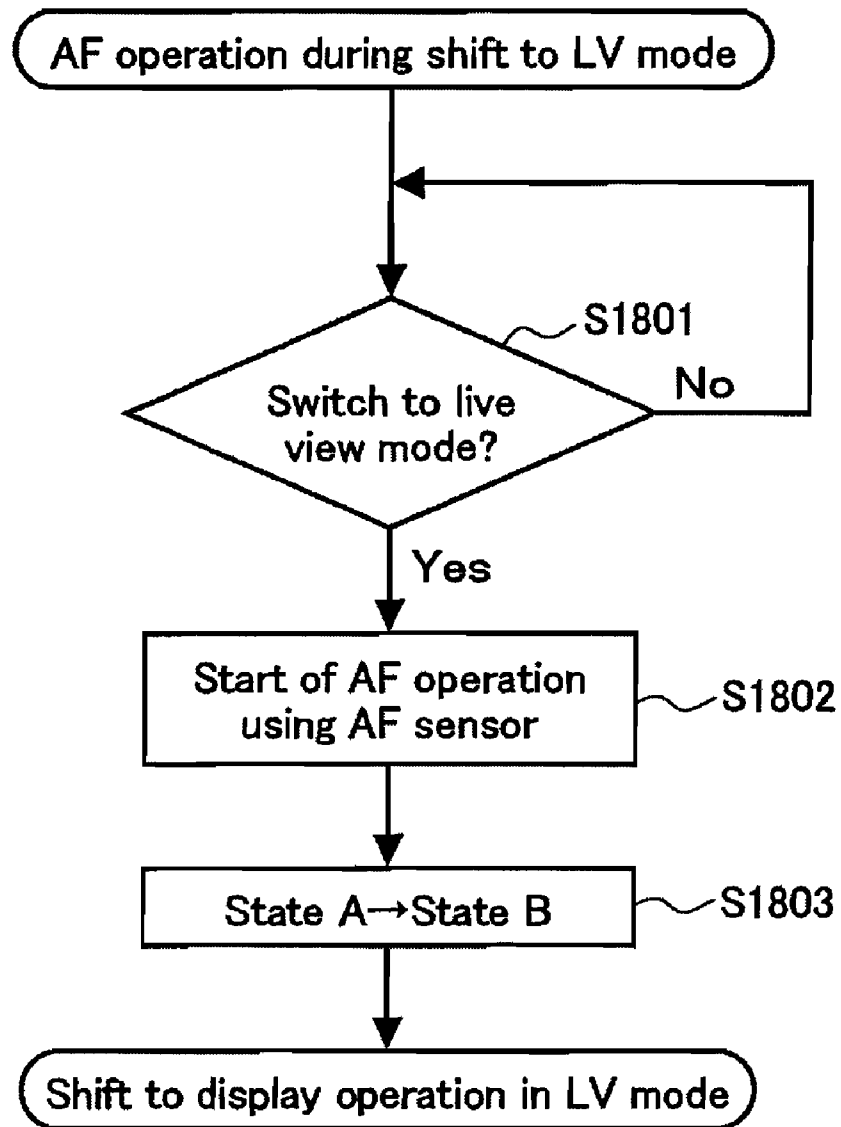 AF operation during shift to LV mode
S1801
Switch to live
view mode?
No
Yes
Start of AF operation
using AF sensor
S1802
State A→State B
S1803
Shift to display operation in LV mode